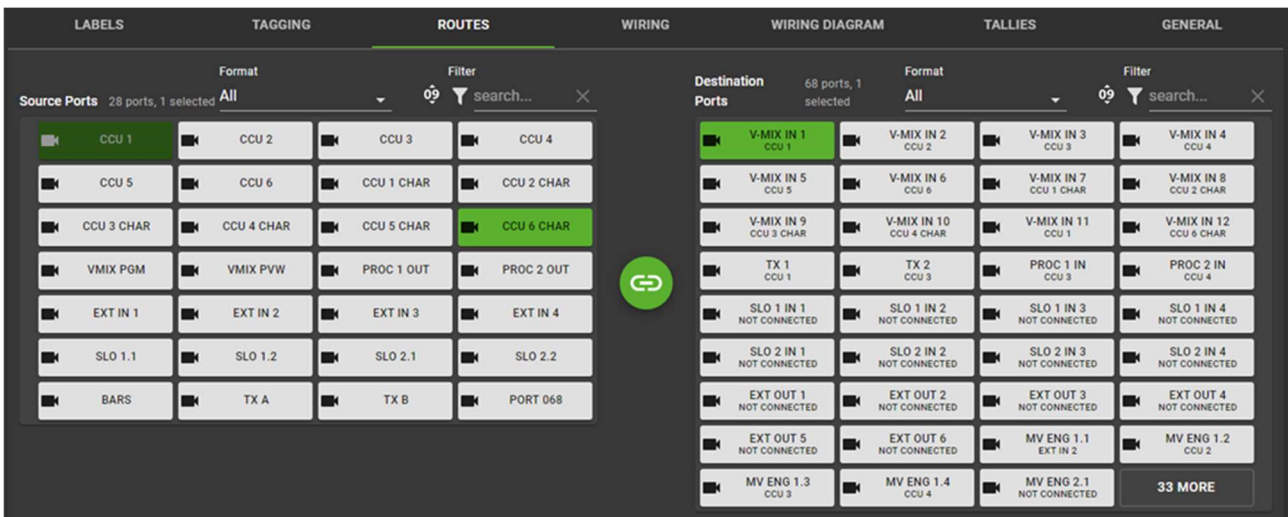 LABELS TAGGING ROUTES WIRING WIRING DIAGRAM TALLIES GENERAL
Source Ports 28 ports, 1 selected
Format
All
09
Filter
search...
CCU 1 CCU 2 CCU 3 CCU 4
CCU 5 CCU 6 CCU 1 CHAR CCU 2 CHAR
CCU 3 CHAR CCU 4 CHAR CCU 5 CHAR CCU 6 CHAR
VMIX PGM VMIX PVW PROC 1 OUT PROC 2 OUT
EXT IN 1 EXT IN 2 EXT IN 3 EXT IN 4
SLO 1.1 SLO 1.2 SLO 2.1 SLO 2.2
BARS TX A TX B PORT 068
Destination
Ports
68 ports, 1
selected
Format
All
09
Filter
search...
V-MIX IN 1 V-MIX IN 2 V-MIX IN 3 V-MIX IN 4
CCU 1 CCU 2 CCU 3 CCU 4
V-MIX IN 5 V-MIX IN 6 V-MIX IN 7 V-MIX IN 8
CCU 5 CCU 6 CCU 1 CHAR CCU 2 CHAR
V-MIX IN 9 V-MIX IN 10 V-MIX IN 11 V-MIX IN 12
CCU 3 CHAR CCU 4 CHAR CCU 1 CCU 6 CHAR
TX 1 TX 2 PROC 1 IN PROC 2 IN
CCU 1 CCU 3 CCU 3 CCU 4
SLO 1 IN 1 SLO 1 IN 2 SLO 1 IN 3 SLO 1 IN 4
NOT CONNECTED NOT CONNECTED NOT CONNECTED NOT CONNECTED
SLO 2 IN 1 SLO 2 IN 2 SLO 2 IN 3 SLO 2 IN 4
NOT CONNECTED NOT CONNECTED NOT CONNECTED NOT CONNECTED
EXT OUT 1 EXT OUT 2 EXT OUT 3 EXT OUT 4
NOT CONNECTED NOT CONNECTED NOT CONNECTED NOT CONNECTED
EXT OUT 5 EXT OUT 6 MV ENG 1.1 MV ENG 1.2
NOT CONNECTED NOT CONNECTED EXT IN 2 CCU 2
MV ENG 1.3 MV ENG 1.4 MV ENG 2.1 33 MORE
CCU 3 CCU 4 NOT CONNECTED